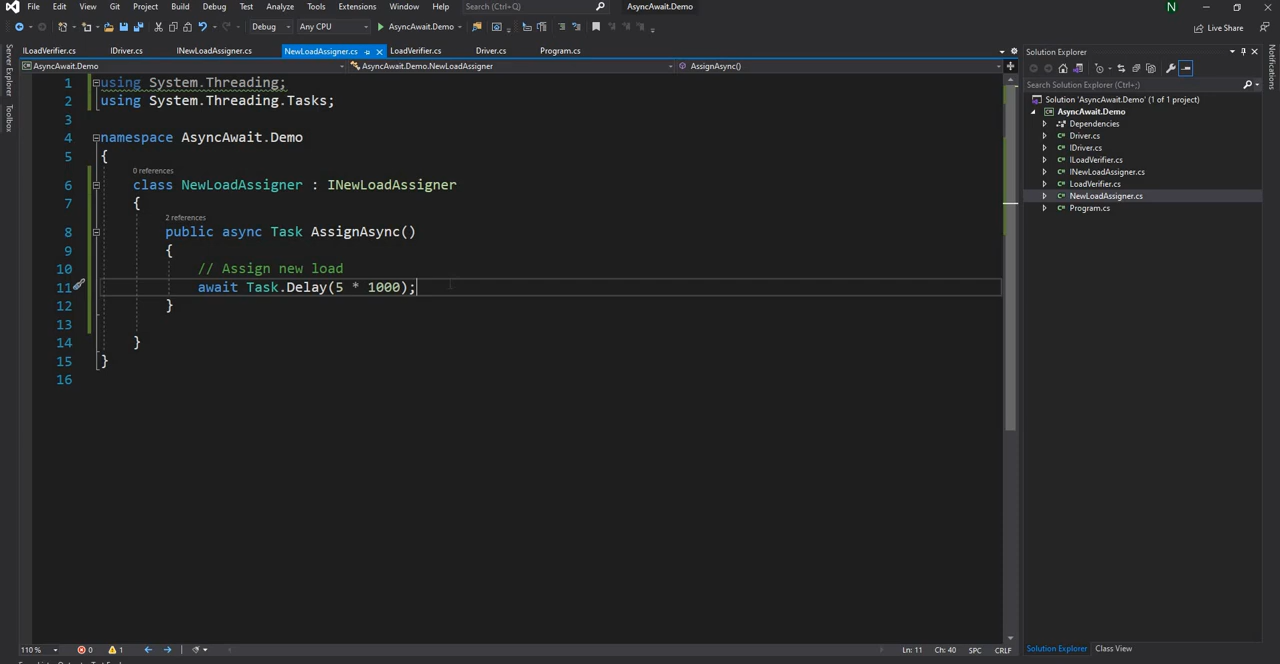 File Edit View Git Project Build Debug Test Analyze Tools Extensions Window Help Search (Ctrl+Q) AsyncAwait.Demo N
Debug Any CPU AsyncAwait.Demo Live Share
ILoadVerifier.cs IDriver.cs INewLoadAssigner.cs NewLoadAssigner.cs LoadVerifier.cs Driver.cs Program.cs
AsyncAwait.Demo AsyncAwait.Demo.NewLoadAssigner AssignAsync()
Server Explorer
Toolbox
1 using System.Threading;
2 using System.Threading.Tasks;
3
4 namespace AsyncAwait.Demo
5 {
0 references
6 class NewLoadAssigner : INewLoadAssigner
7 {
2 references
8 public async Task AssignAsync()
9 {
10 // Assign new load
11 await Task.Delay(5 * 1000);
12 }
13
14 }
15 }
16
110 % 0 1 Ln: 11 Ch: 40 SPC CRLF
Solution Explorer
Search Solution Explorer (Ctrl+;)
Solution 'AsyncAwait.Demo' (1 of 1 project)
AsyncAwait.Demo
Dependencies
C# Driver.cs
C# IDriver.cs
C# ILoadVerifier.cs
C# INewLoadAssigner.cs
C# LoadVerifier.cs
C# NewLoadAssigner.cs
C# Program.cs
Solution Explorer Class View
Notifications